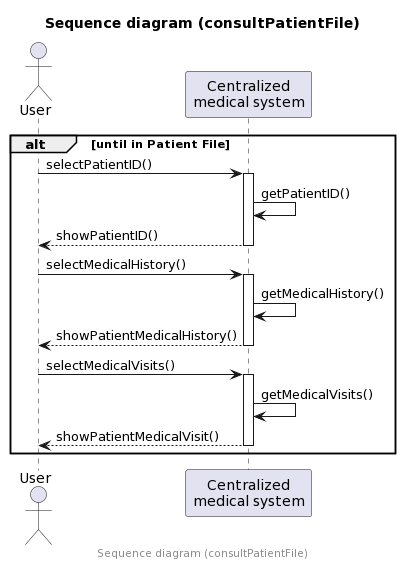 Sequence diagram (consultPatientFile)
User
Centralized
medical system
alt [until in Patient File]
selectPatientID()
getPatientID()
showPatientID()
selectMedicalHistory()
getMedicalHistory()
showPatientMedicalHistory()
selectMedicalVisits()
getMedicalVisits()
showPatientMedicalVisit()
User
Centralized
medical system
Sequence diagram (consultPatientFile)